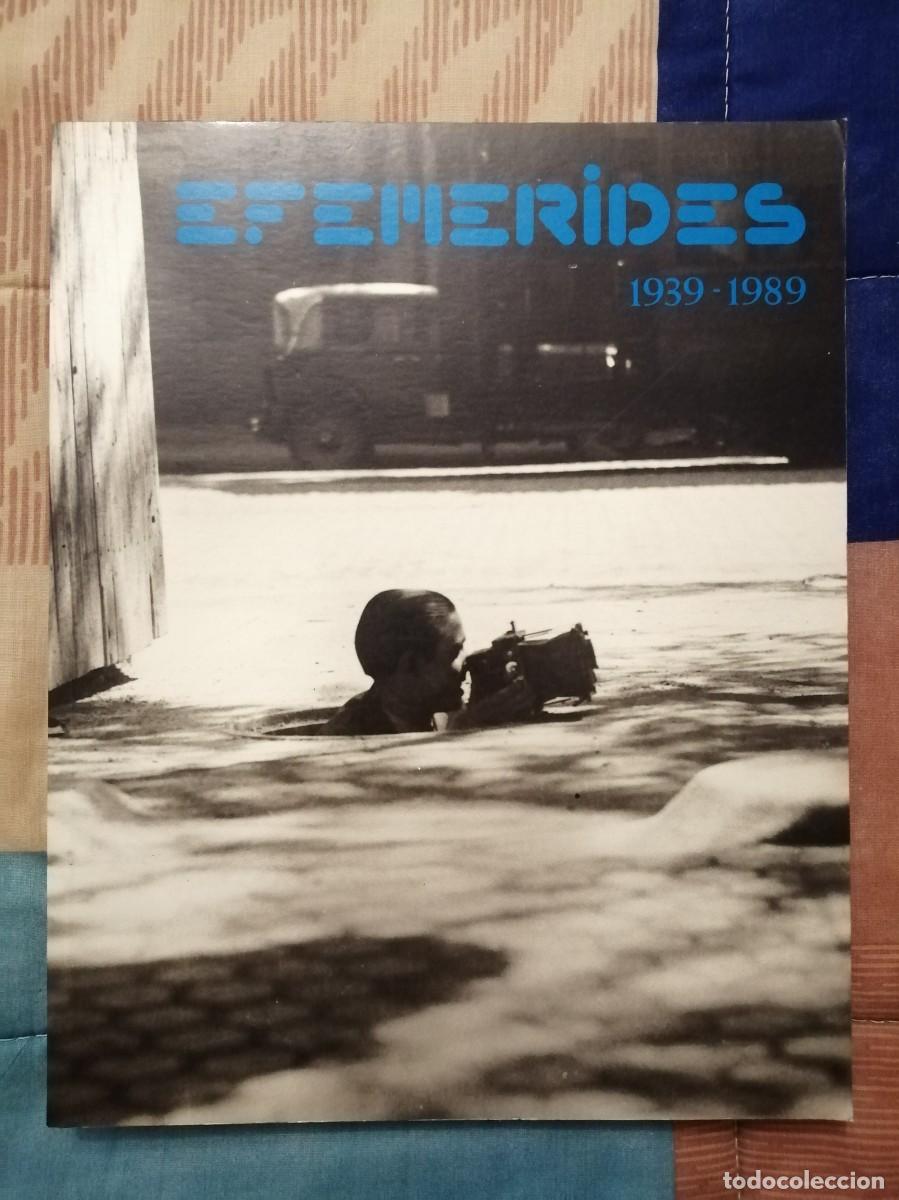 EFEMERIDES
1939 - 1989
todocoleccion